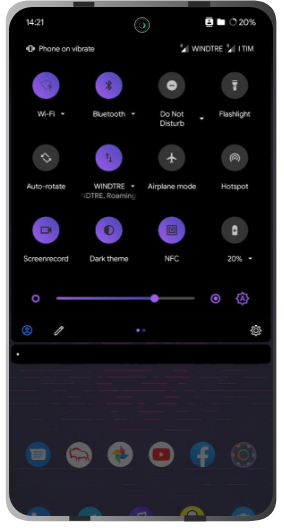 14:21
20%
Phone on vibrate
WINDTRE
I TIM
Wi-Fi
Bluetooth
Do Not
Disturb
Flashlight
Auto-rotate
WINDTRE
NDTRE, Roaming
Airplane mode
Hotspot
Screenrecord
Dark theme
NFC
20%
A